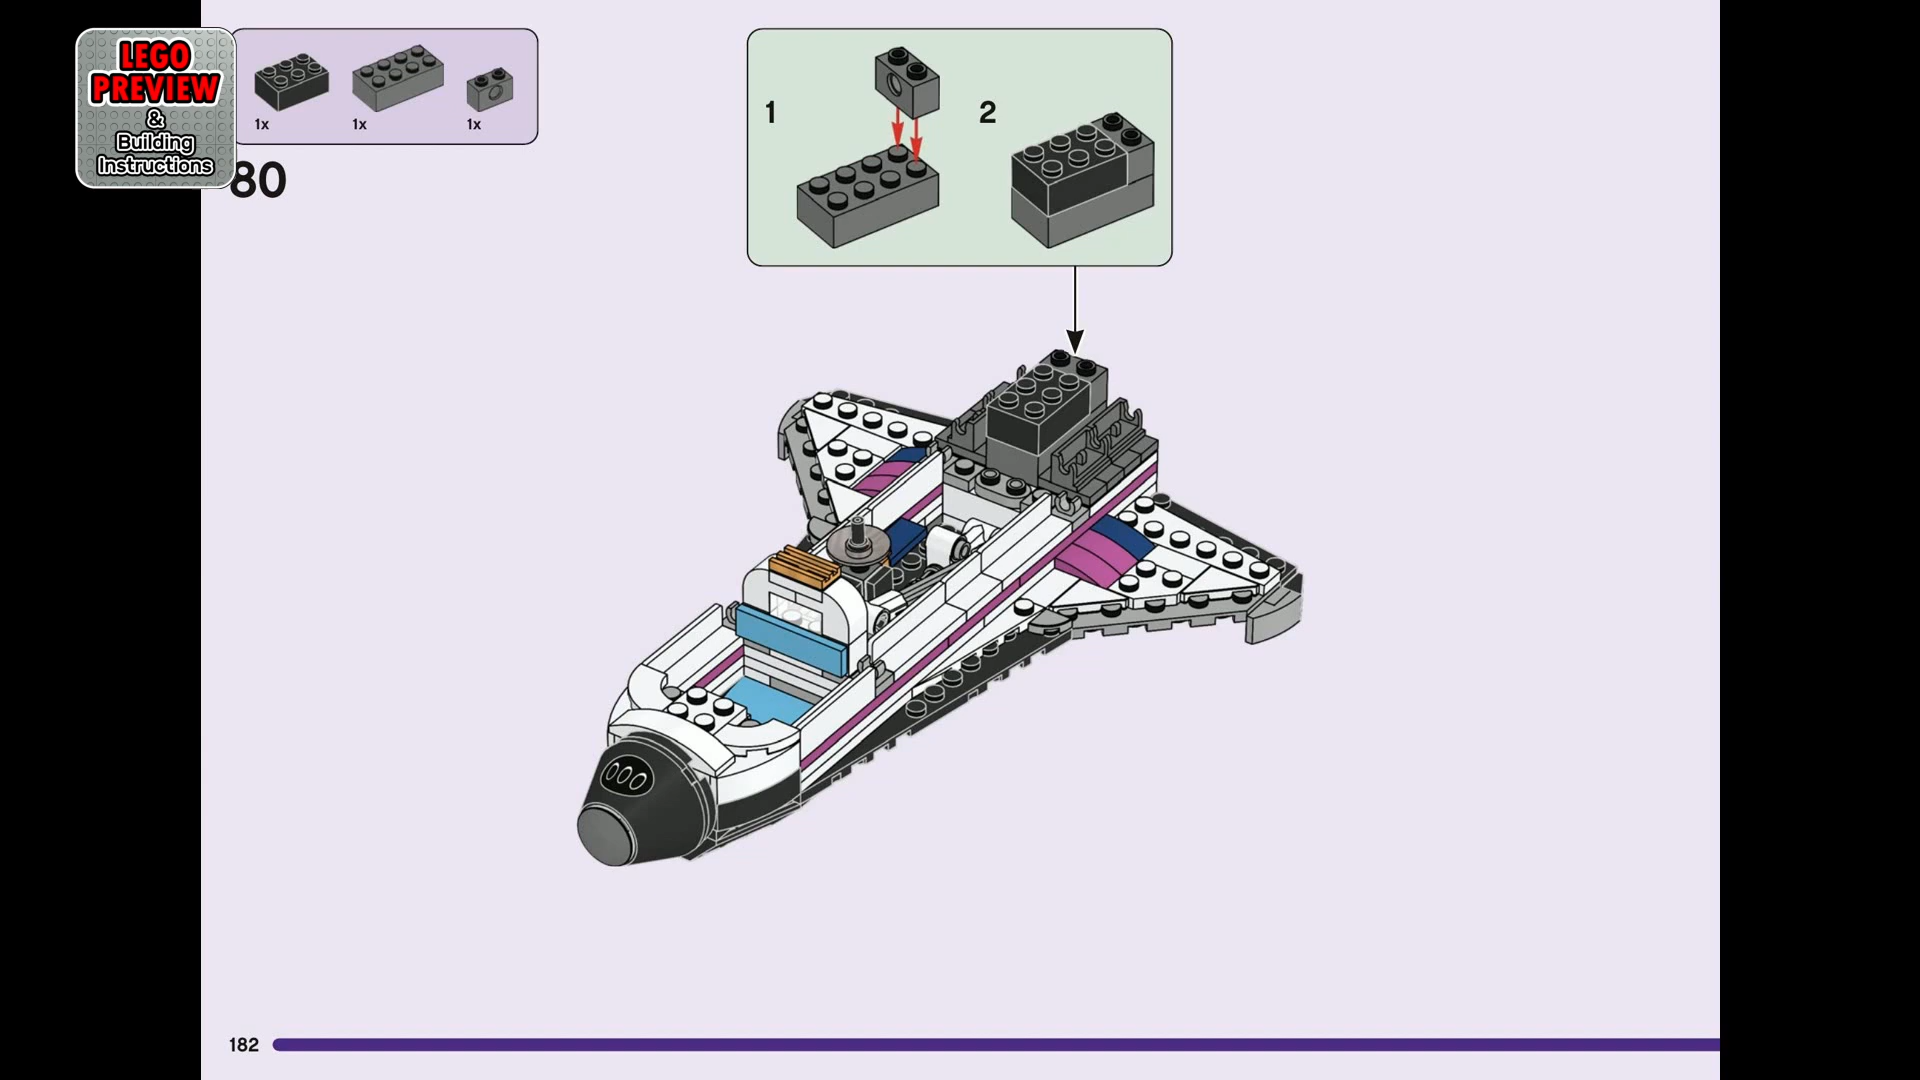 LEGO
PREVIEW
&
Building
Instructions
1x
1x
1x
80
1
2
182